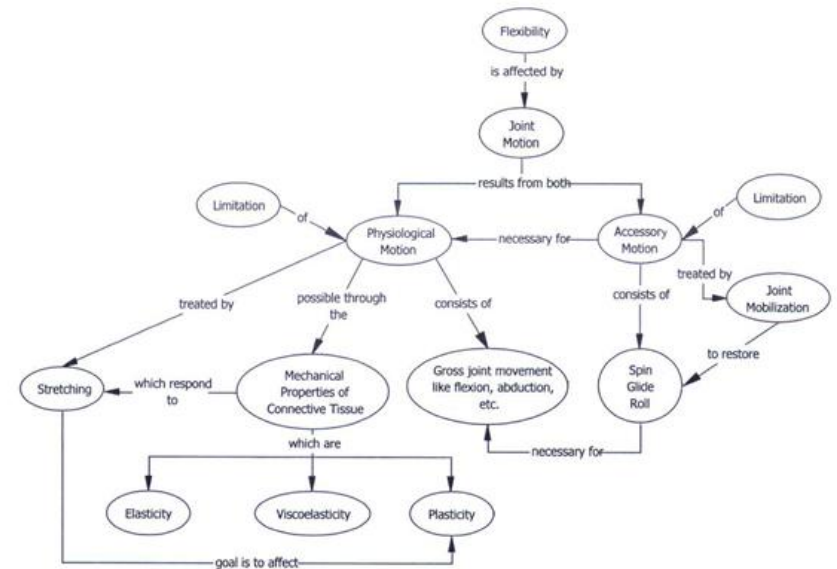 Flexibility
is affected by
Joint
Motion
results from both
Limitation
of
Physiological
Motion
necessary for
Accessory
Motion
of
Limitation
treated by
possible through
the
consists of
consists of
treated by
Joint
Mobilization
to restore
Stretching
which respond
to
Mechanical
Properties of
Connective Tissue
Gross joint movement
like flexion, abduction,
etc.
Spin
Glide
Roll
which are
necessary for
Elasticity
Viscoelasticity
Plasticity
goal is to affect